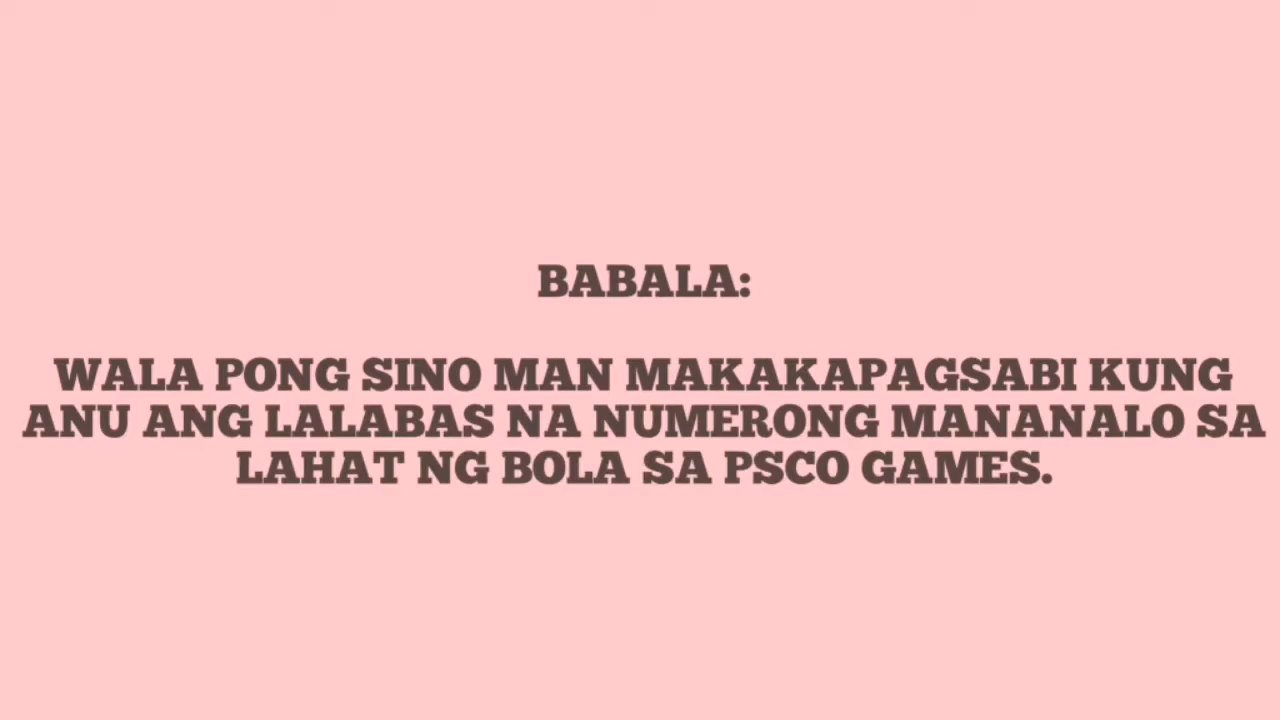 BABALA:
WALA PONG SINO MAN MAKAKAPAGSABI KUNG
ANU ANG LALABAS NA NUMERONG MANANALO SA
LAHAT NG BOLA SA PSCO GAMES.